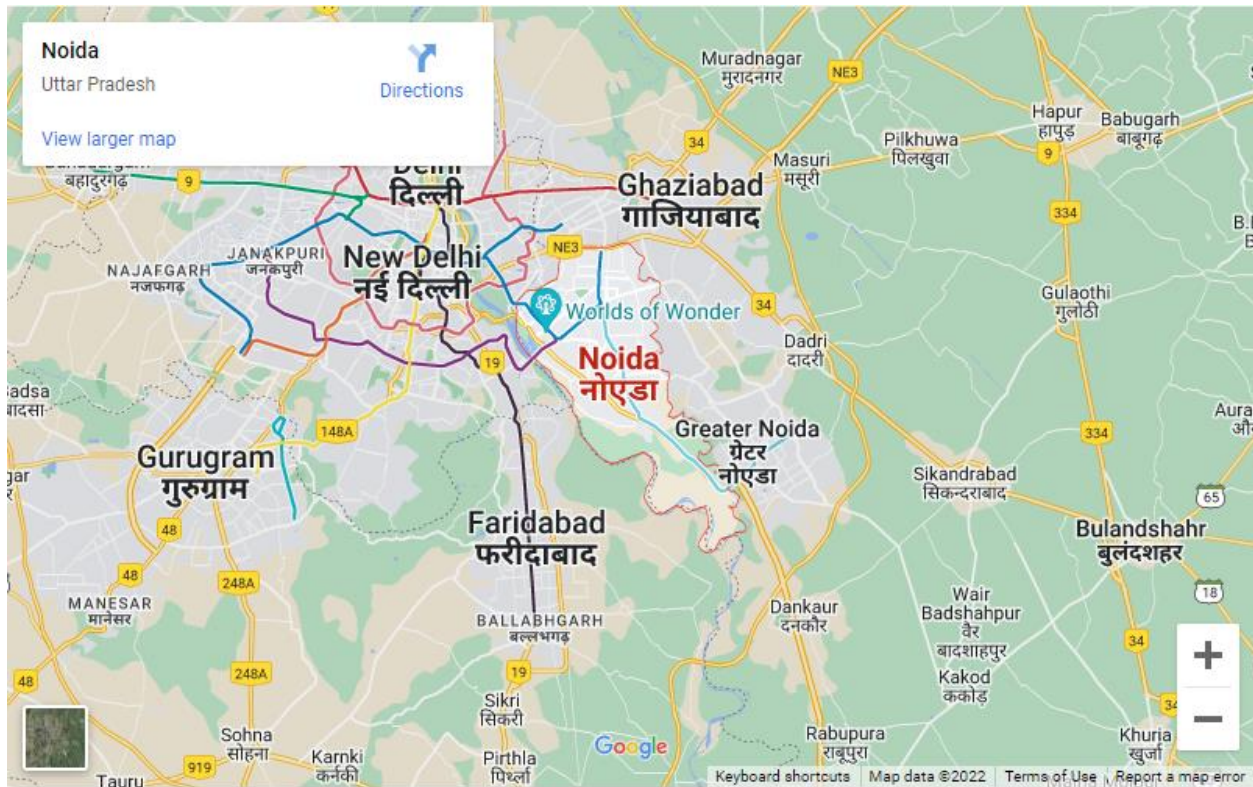 Noida
Uttar Pradesh
Directions
View larger map
Muradnagar
मुरादनगर
NE3
Hapur
हापुड़
Babugarh
बाबूगढ़
Pilkhuwa
पिलखुवा
9
34
Masuri
मसूरी
बहादुरगढ़
9
Delhi
दिल्ली
Ghaziabad
गाजियाबाद
334
NE3
JANAKPURI
जनकपुरी
NAJAFGARH
नजफगढ़
New Delhi
नई दिल्ली
Worlds of Wonder
34
Gulaothi
गुलोठी
Dadri
दादरी
19
Noida
नोएडा
148A
Greater Noida
ग्रेटर
नोएडा
334
Gurugram
गुरुग्राम
Sikandrabad
सिकन्दराबाद
65
48
Faridabad
फरीदाबाद
Bulandshahr
बुलंदशहर
48
248A
MANESAR
मानेसर
18
Dankaur
दनकौर
Wair
Badshahpur
वैर
बादशाहपुर
BALLABHGARH
बल्लभगढ़
34
48
248A
19
Kakod
ककोड़
Sikri
सिकरी
Sohna
सोहना
Karnki
कर्नकी
Google
Rabupura
राबूपुरा
Khuria
खुर्जा
919
Pirthla
पिर्थ्ला
Tauru
Keyboard shortcuts
Map data ©2022
Terms of Use
Report a map error